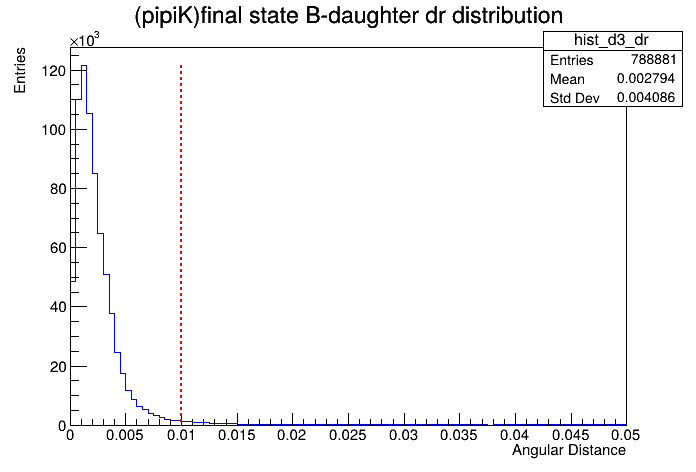 (pipiK)final state B-daughter dr distribution
×10³
hist_d3_dr
Entries 788881
Mean 0.002794
Std Dev 0.004086
Entries
120
100
80
60
40
20
0
0 0.005 0.01 0.015 0.02 0.025 0.03 0.035 0.04 0.045 0.05
Angular Distance